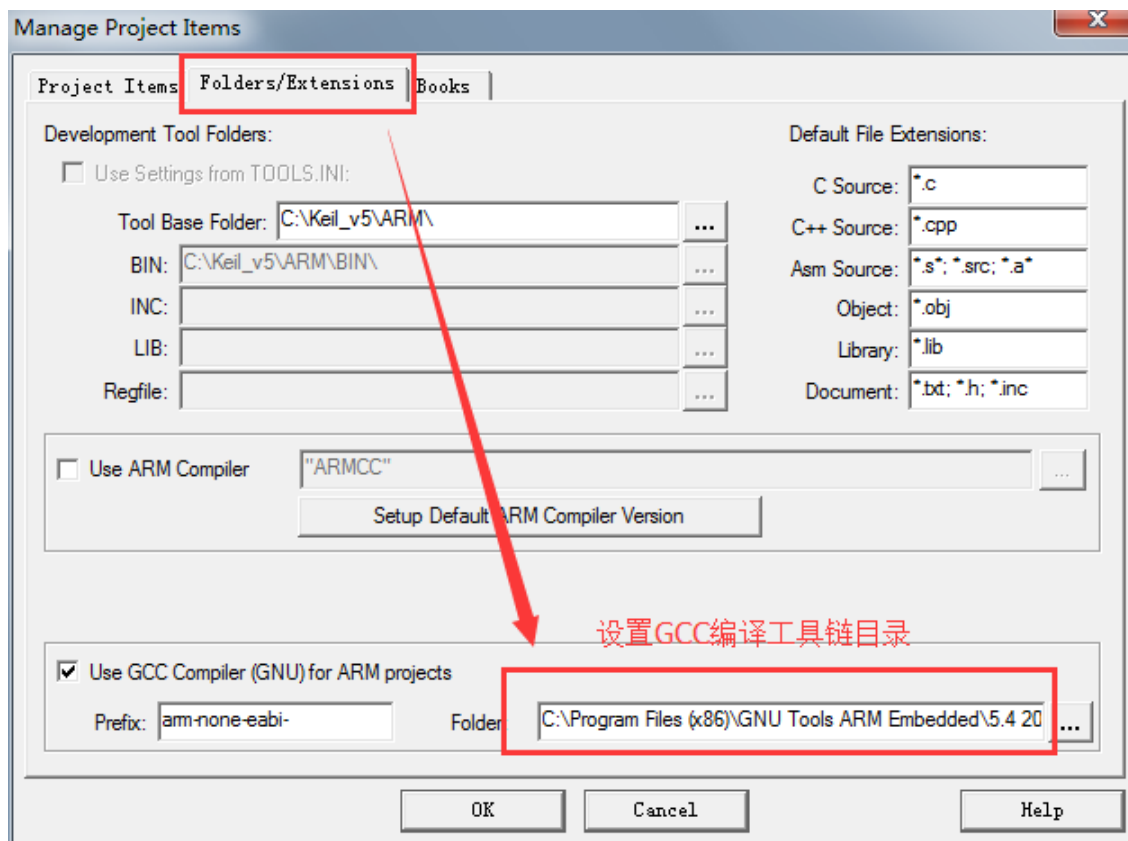 Manage Project Items
Project Items Folders/Extensions Books
Development Tool Folders: Default File Extensions:
Use Settings from TOOLS.INI:
C Source: *.c
Tool Base Folder: C:\Keil_v5\ARM\ ...
C++ Source: *.cpp
BIN: C:\Keil_v5\ARM\BIN\ ...
Asm Source: *.s*; *.src; *.a*
INC: ...
Object: *.obj
LIB: ...
Library: *.lib
Regfile: ...
Document: *.txt; *.h; *.inc
Use ARM Compiler "ARMCC" ...
Setup Default ARM Compiler Version
设置GCC编译工具链目录
Use GCC Compiler (GNU) for ARM projects
Prefix: arm-none-eabi- Folder: C:\Program Files (x86)\GNU Tools ARM Embedded\5.4 20 ...
OK Cancel Help